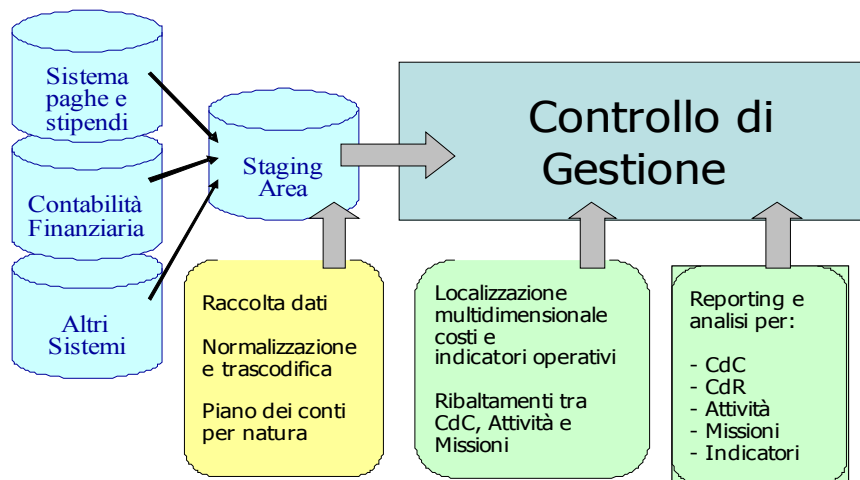 Sistema
paghe e
stipendi
Contabilità
Finanziaria
Altri
Sistemi
Staging
Area
Controllo di
Gestione
Raccolta dati
Normalizzazione
e trascodifica
Piano dei conti
per natura
Localizzazione
multidimensionale
costi e
indicatori operativi
Ribaltamenti tra
CdC, Attività e
Missioni
Reporting e
analisi per:
- CdC
- CdR
- Attività
- Missioni
- Indicatori